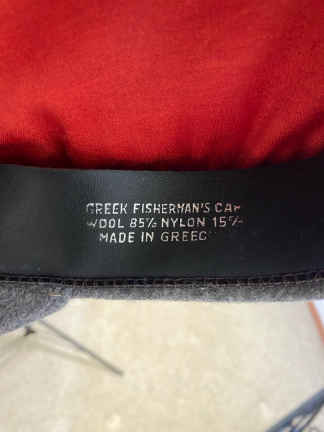 GREEK FISHERMAN'S CAP
WOOL 85% NYLON 15%
MADE IN GREEC